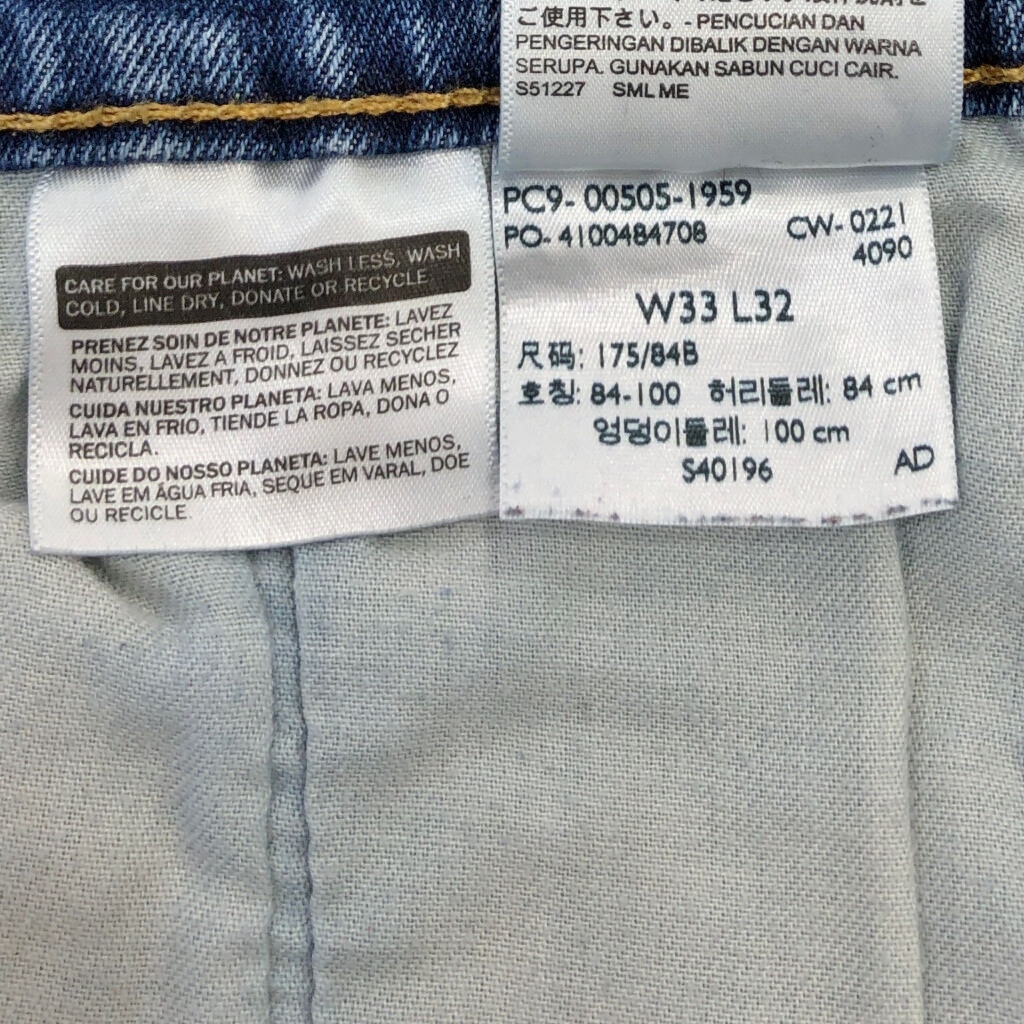 ご使用下さい。- PENCUCIAN DAN
PENGERINGAN DIBALIK DENGAN WARNA
SERUPA. GUNAKAN SABUN CUCI CAIR.
S51227 SML ME
CARE FOR OUR PLANET: WASH LESS, WASH
COLD, LINE DRY, DONATE OR RECYCLE
PRENEZ SOIN DE NOTRE PLANETE: LAVEZ
MOINS, LAVEZ A FROID, LAISSEZ SECHER
NATURELLEMENT, DONNEZ OU RECYCLEZ
CUIDA NUESTRO PLANETA: LAVA MENOS,
LAVA EN FRIO, TIENDE LA ROPA, DONA O
RECICLA.
CUIDE DO NOSSO PLANETA: LAVE MENOS,
LAVE EM ÁGUA FRIA, SEQUE EM VARAL, DOE
OU RECICLE.
PC9- 00505-1959
PO- 4100484708 CW- 0221
4090
W33 L32
尺码: 175/84B
호칭: 84-100 허리둘레: 84 cm
엉덩이둘레: 100 cm
S40196 AD